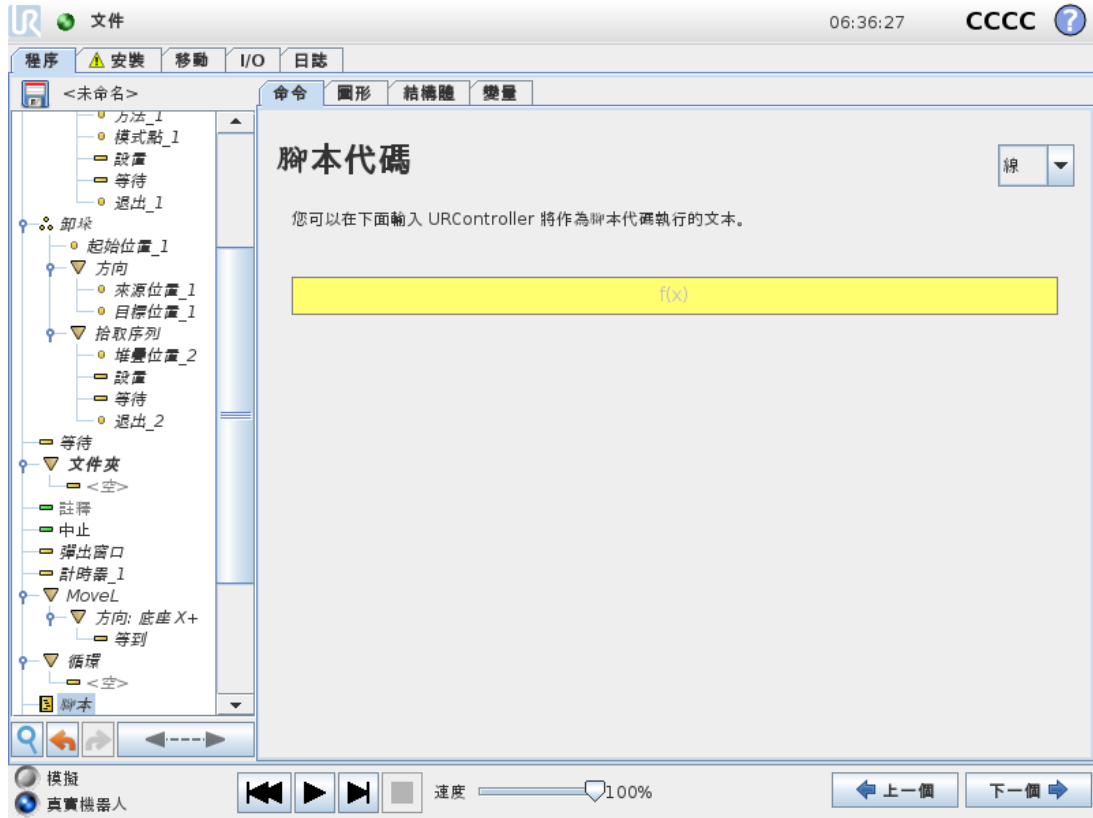 UR 文件 06:36:27 CCCC ?
程序 安裝 移動 I/O 日誌
<未命名> 命令 圖形 結構體 變量
方法_1
模式點_1
設置
等待
退出_1
卸垛
起始位置_1
方向
來源位置_1
目標位置_1
拾取序列
堆疊位置_2
設置
等待
退出_2
等待
文件夾
<空>
註釋
中止
彈出窗口
計時器_1
MoveL
方向: 底座 X+
等到
循環
<空>
腳本
腳本代碼
線
您可以在下面輸入 URController 將作為腳本代碼執行的文本。
f(x)
模擬
真實機器人
速度 100%
上一個 下一個